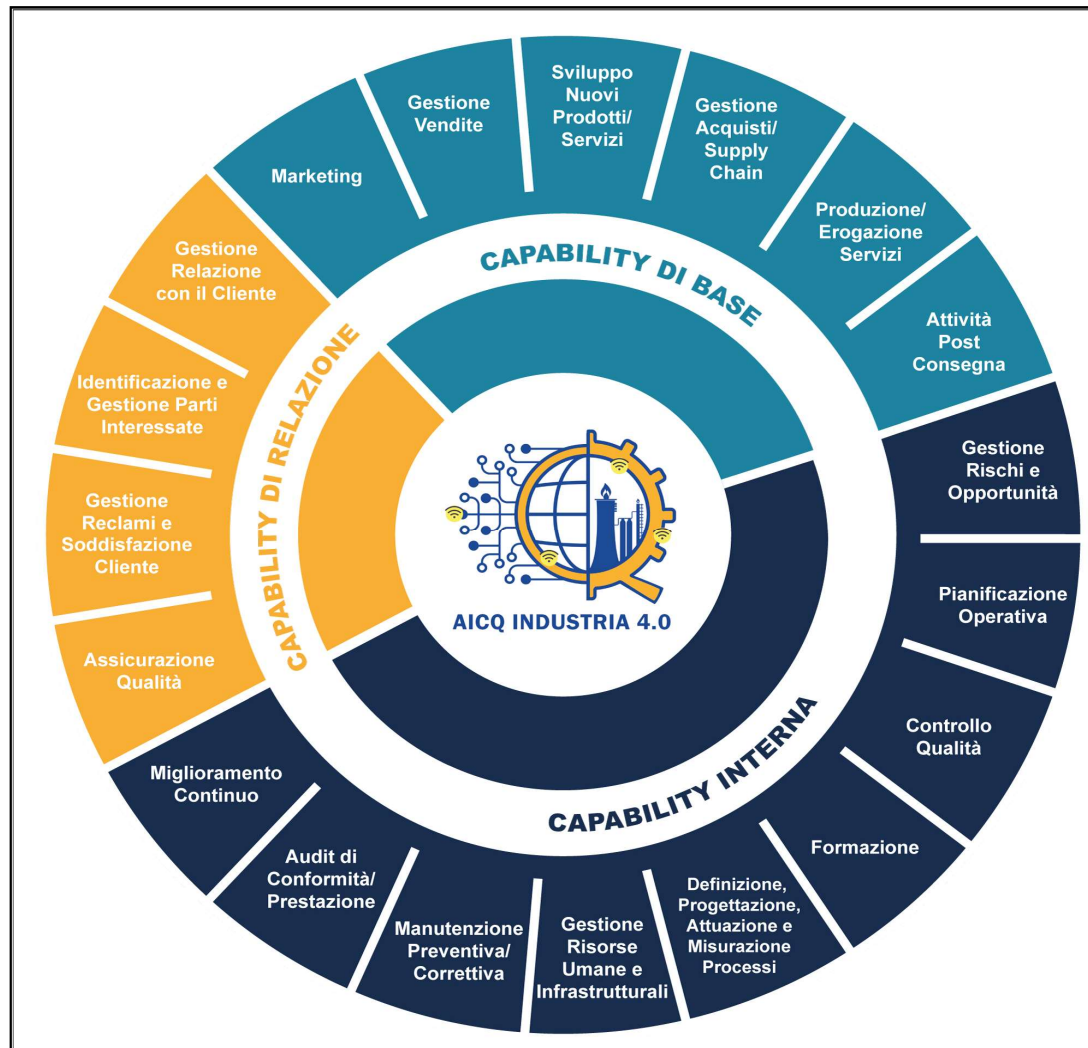 Marketing
Gestione
Vendite
Sviluppo
Nuovi
Prodotti/
Servizi
Gestione
Acquisti/
Supply
Chain
Produzione/
Erogazione
Servizi
Attività
Post
Consegna
Gestione
Rischi e
Opportunità
Pianificazione
Operativa
Controllo
Qualità
Formazione
Definizione,
Progettazione,
Attuazione e
Misurazione
Processi
Gestione
Risorse
Umane e
Infrastrutturali
Manutenzione
Preventiva/
Correttiva
Audit di
Conformità/
Prestazione
Miglioramento
Continuo
Assicurazione
Qualità
Gestione
Reclami e
Soddisfazione
Cliente
Identificazione e
Gestione Parti
Interessate
Gestione
Relazione
con il Cliente
CAPABILITY DI BASE
CAPABILITY INTERNA
CAPABILITY DI RELAZIONE
AICQ INDUSTRIA 4.0